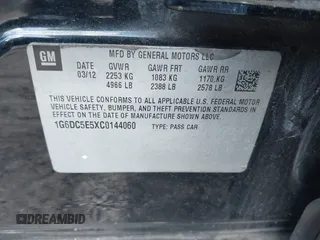 GM
MFD BY GENERAL MOTORS LLC
DATE GVWR GAWR FRT GAWR RR
03/12 2253 KG 1083 KG 1170 KG
4966 LB 2388 LB 2578 LB
THIS VEHICLE CONFORMS TO ALL APPLICABLE U.S. FEDERAL MOTOR
VEHICLE SAFETY, BUMPER, AND THEFT PREVENTION STANDARDS IN
EFFECT ON THE DATE OF MANUFACTURE SHOWN ABOVE.
1G6DC5E5XC0144060 TYPE: PASS CAR
DREAMBID